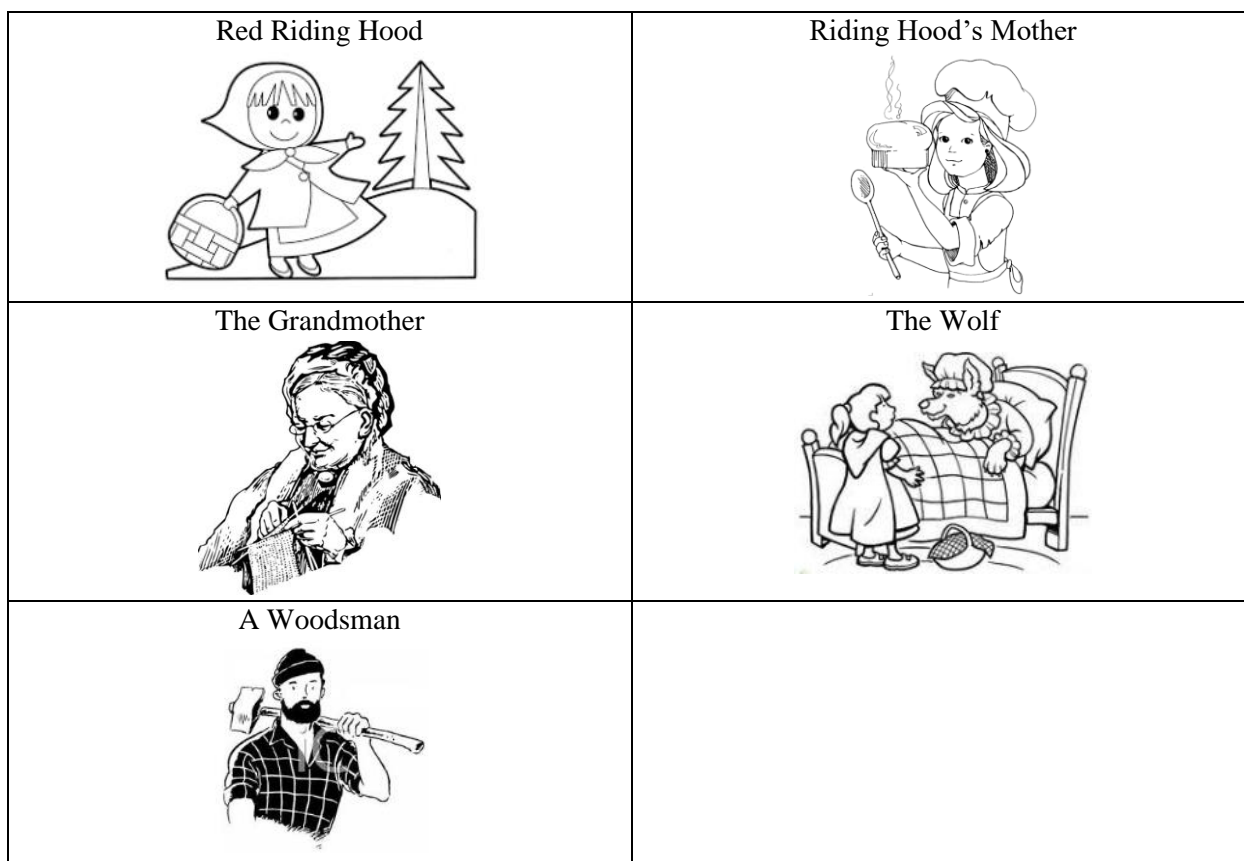 Red Riding Hood
Riding Hood’s Mother
The Grandmother
The Wolf
A Woodsman